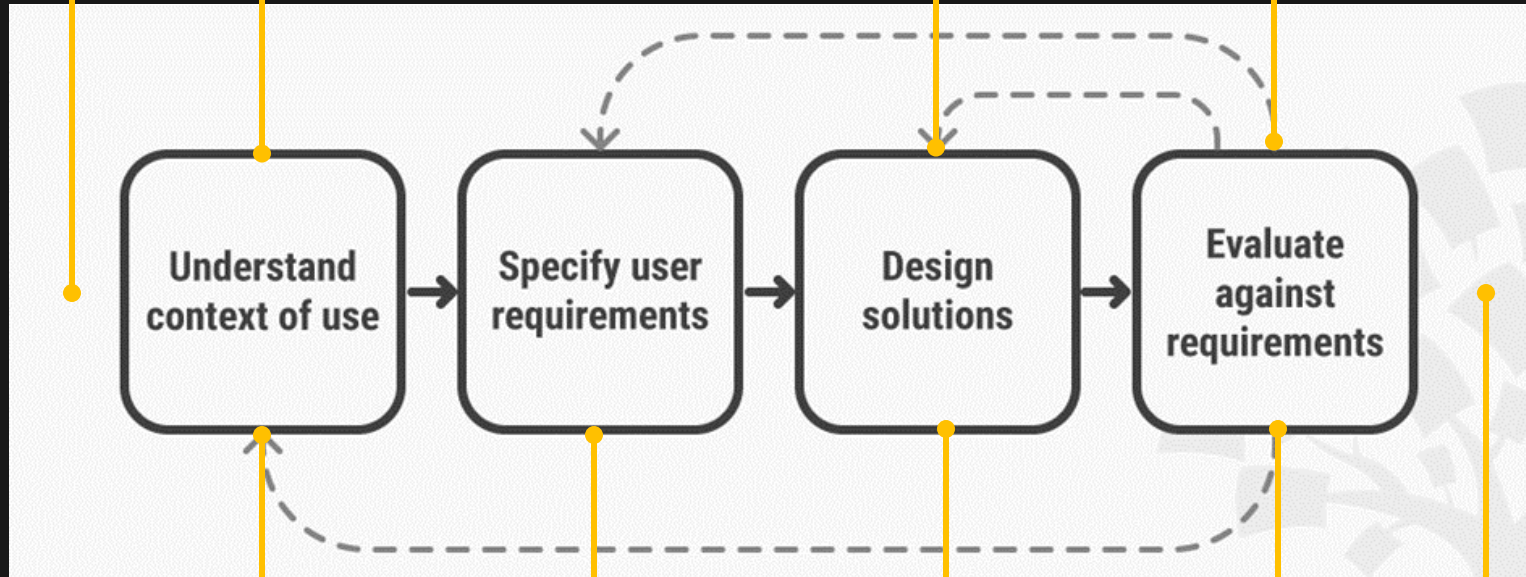 Understand
context of use
Specify user
requirements
Design
solutions
Evaluate
against
requirements